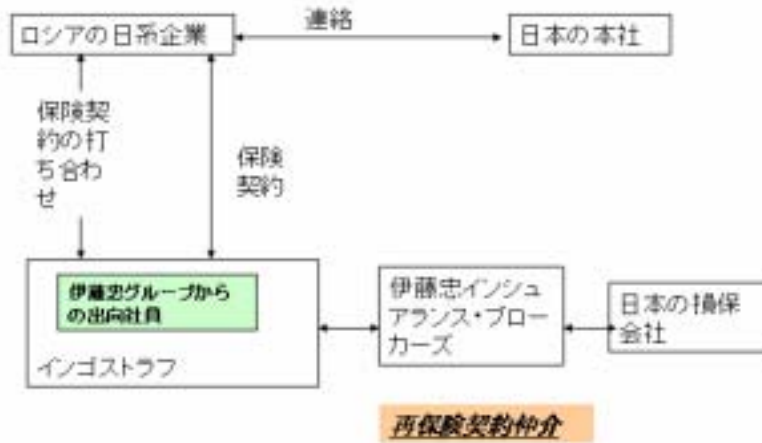 ロシアの日系企業
連絡
日本の本社
保険契
約の打
ち合わ
せ
保険
契約
伊藤忠グループから
の出向社員
インゴストラフ
伊藤忠インシュ
アランス・ブロー
カーズ
日本の損保
会社
再保険契約仲介